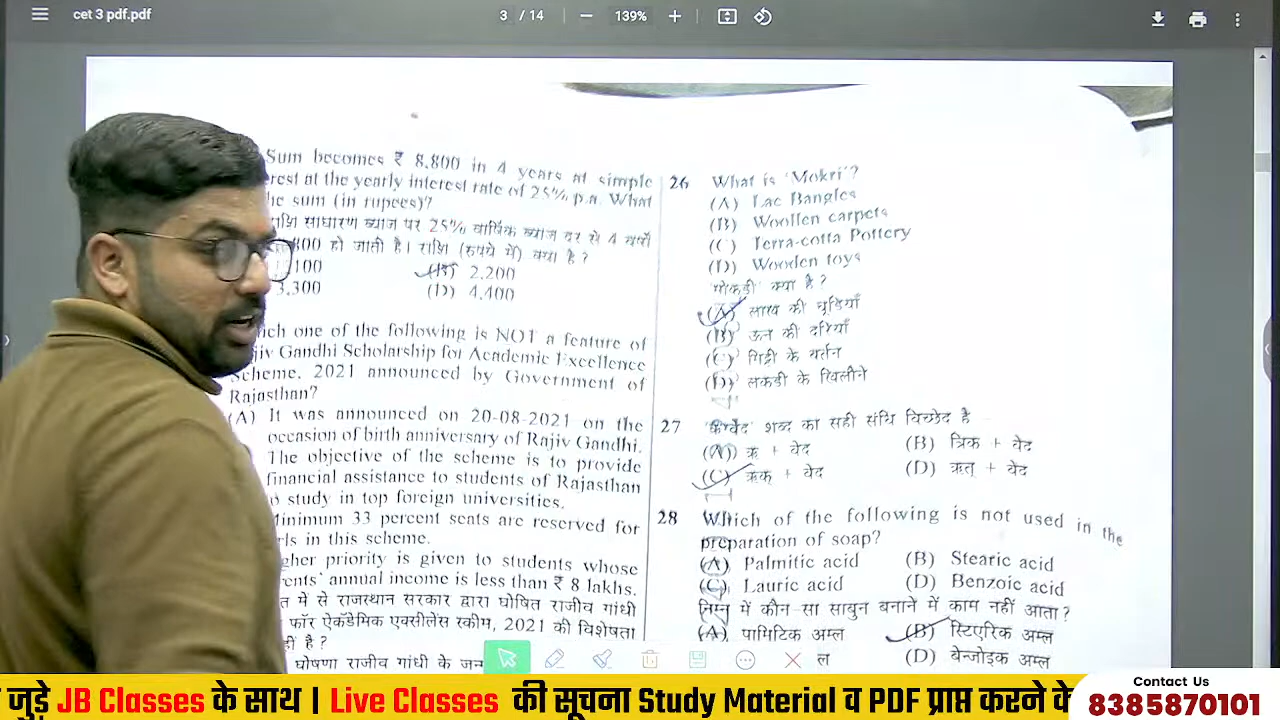 cet 3 pdf.pdf
3 / 14
139%
Sum becomes ₹ 8,800 in 4 years at simple
erest at the yearly interest rate of 25% p.a. What
he sum (in rupees)?
राशि साधारण ब्याज पर 25% वार्षिक ब्याज दर से 4 वर्षों
800 हो जाती है। राशि (रुपये में) क्या है ?
100
(B) 2,200
3,300
(D) 4,400
ich one of the following is NOT a feature of
jiv Gandhi Scholarship for Academic Excellence
Scheme, 2021 announced by Government of
Rajasthan?
(A) It was announced on 20-08-2021 on the
occasion of birth anniversary of Rajiv Gandhi.
The objective of the scheme is to provide
financial assistance to students of Rajasthan
o study in top foreign universities.
Minimum 33 percent seats are reserved for
rls in this scheme.
gher priority is given to students whose
rents' annual income is less than ₹ 8 lakhs.
त में से राजस्थान सरकार द्वारा घोषित राजीव गांधी
फॉर ऐकॅडेमिक एक्सीलेंस स्कीम, 2021 की विशेषता
हीं है ?
घोषणा राजीव गांधी के जन्
26 What is 'Mokri'?
(A) Lac Bangles
(B) Woollen carpets
(C) Terra-cotta Pottery
(D) Wooden toys
'मोकड़ी' क्या है ?
(A) लाख की चूड़ियाँ
(B) ऊन की दरियाँ
(C) मिट्टी के बर्तन
(D) लकड़ी के खिलौने
27 शब्द का सही संधि विच्छेद है
(A) ऋ + वेद
(B) त्रिक + वेद
(C) ऋक् + वेद
(D) ऋत् + वेद
28 Which of the following is not used in the
preparation of soap?
(A) Palmitic acid
(B) Stearic acid
(C) Lauric acid
(D) Benzoic acid
निम्न में कौन-सा साबुन बनाने में काम नहीं आता ?
(A) पामिटिक अम्ल
(B) स्टिएरिक अम्ल
ल
(D) बेन्जोइक अम्ल
जुड़े JB Classes के साथ | Live Classes की सूचना Study Material व PDF प्राप्त करने के
Contact Us
8385870101